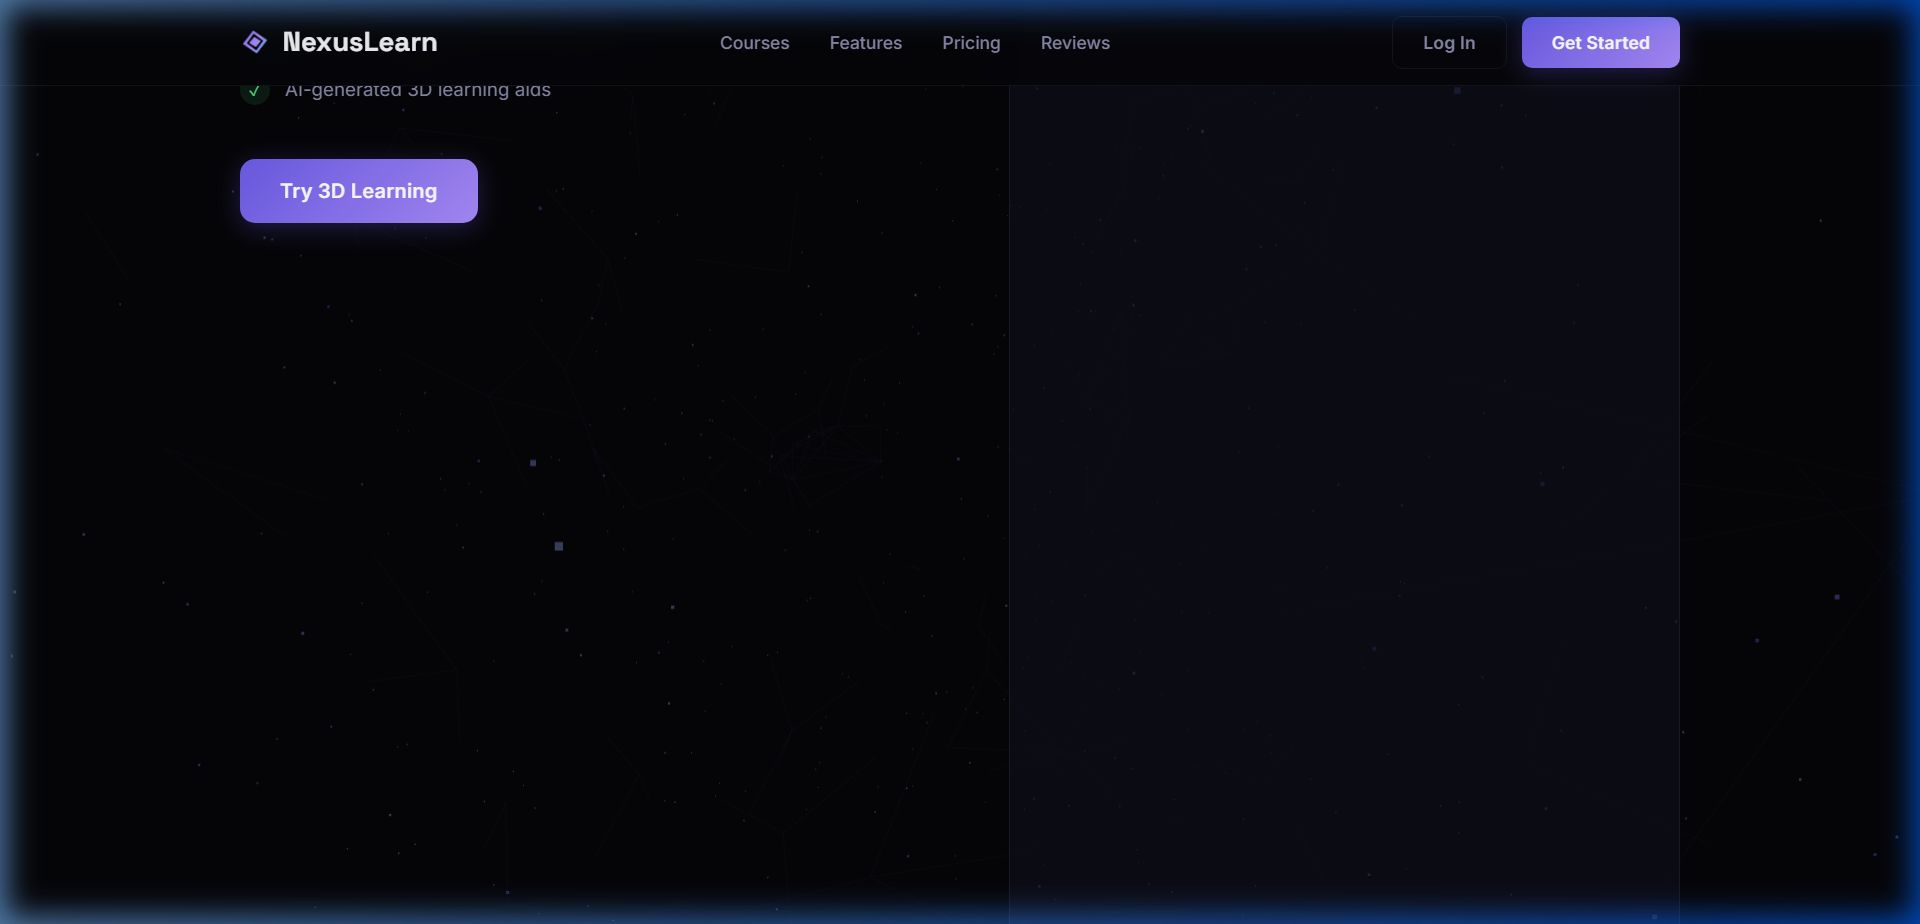 NexusLearn
Courses
Features
Pricing
Reviews
Log In
Get Started
AI-generated 3D learning aids
Try 3D Learning